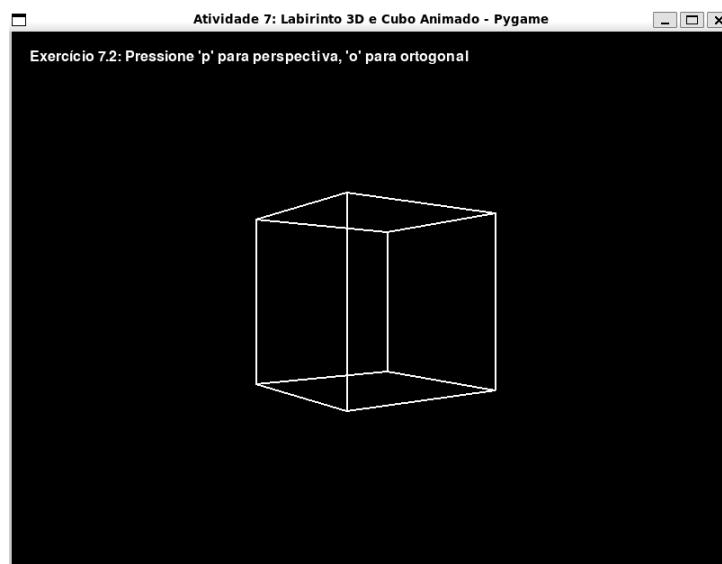 Atividade 7: Labirinto 3D e Cubo Animado - Pygame
Exercício 7.2: Pressione 'p' para perspectiva, 'o' para ortogonal